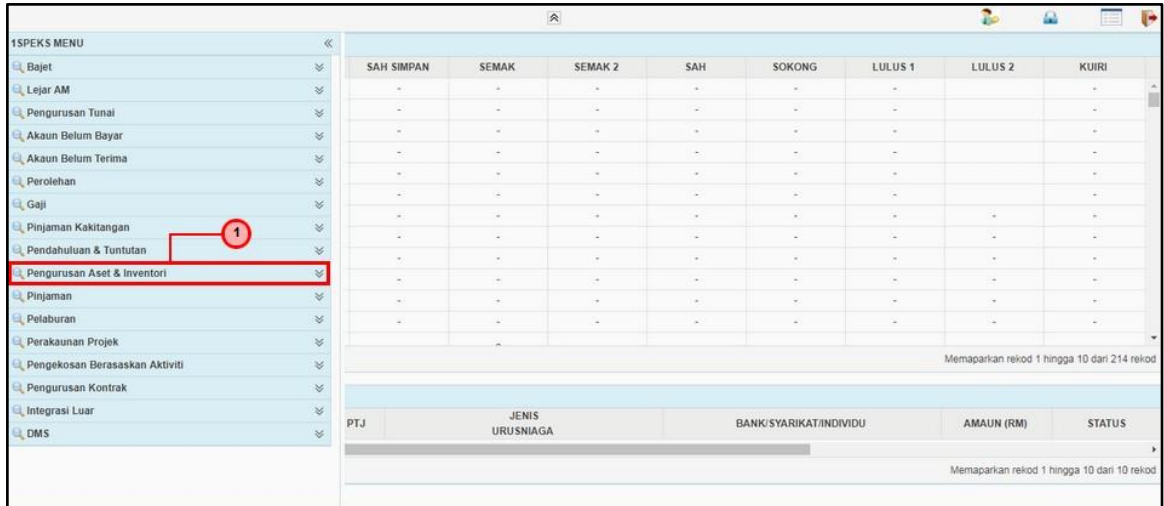 1SPEKS MENU
Bajet
Lejar AM
Pengurusan Tunai
Akaun Belum Bayar
Akaun Belum Terima
Perolehan
Gaji
Pinjaman Kakitangan
1
Pendahuluan & Tuntutan
Pengurusan Aset & Inventori
Pinjaman
Pelaburan
Perakaunan Projek
Pengekosan Berasaskan Aktiviti
Pengurusan Kontrak
Integrasi Luar
DMS
SAH SIMPAN SEMAK SEMAK 2 SAH SOKONG LULUS 1 LULUS 2 KUIRI
- - - - - - -
- - - - - - -
- - - - - - -
- - - - - - -
- - - - - - -
- - - - - - -
- - - - - - - -
- - - - - - - -
- - - - - - - -
- - - - - - - -
- - - - - - - -
- - - - - - - -
Memaparkan rekod 1 hingga 10 dari 214 rekod
PTJ JENIS URUSNIAGA BANK/SYARIKAT/INDIVIDU AMAUN (RM) STATUS
Memaparkan rekod 1 hingga 10 dari 10 rekod